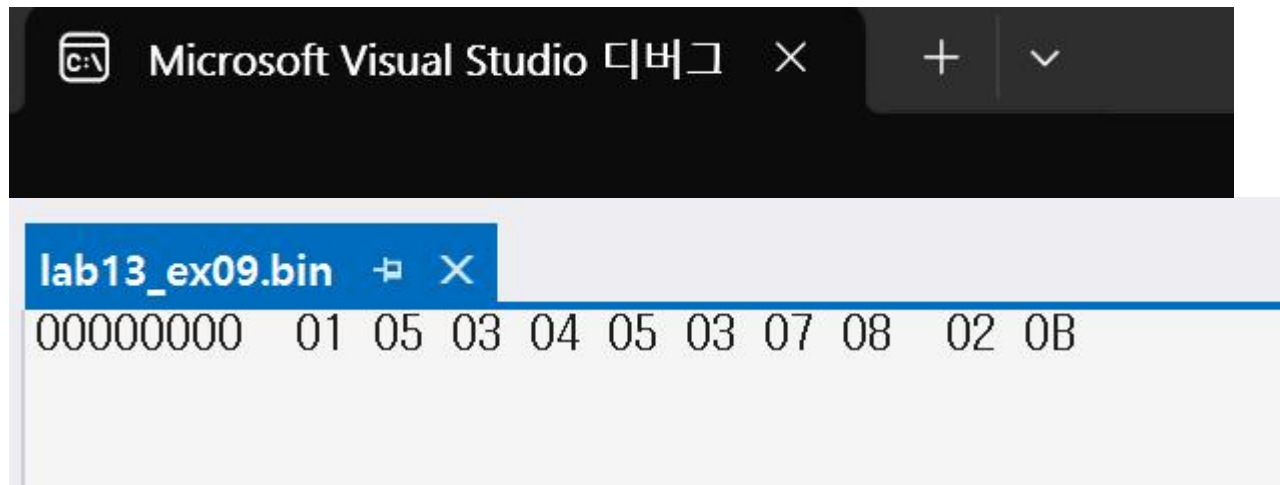 Microsoft Visual Studio 디버그
lab13_ex09.bin
00000000 01 05 03 04 05 03 07 08 02 0B